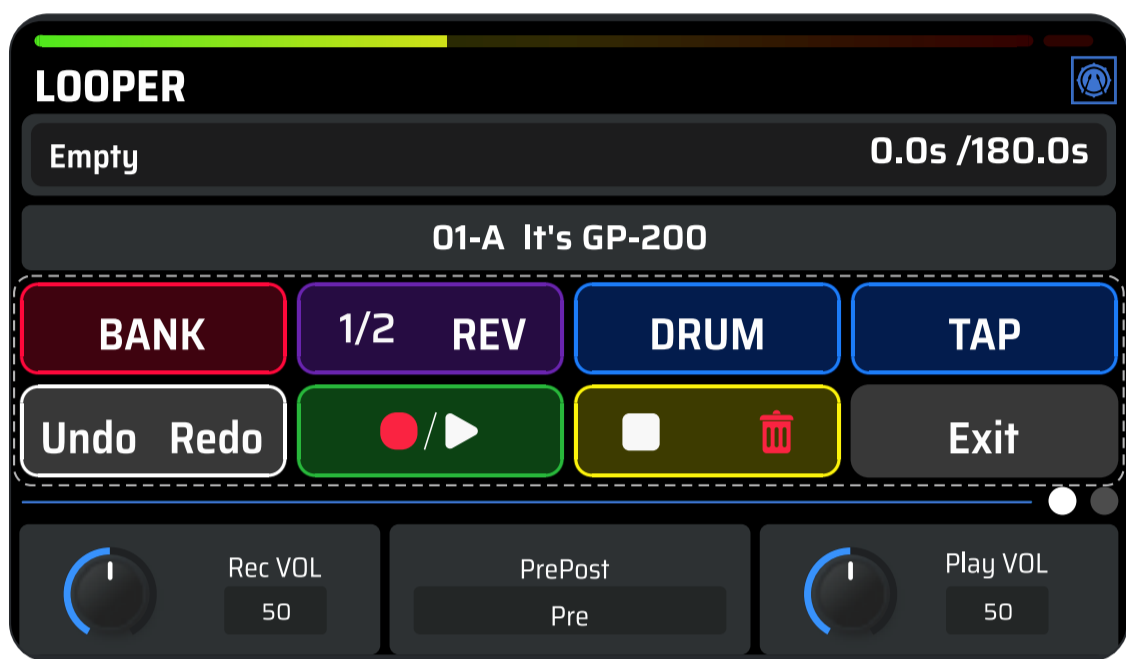 LOOPER
Empty 0.0s /180.0s
01-A It's GP-200
BANK 1/2 REV DRUM TAP
Undo Redo / Exit
Rec VOL PrePost Play VOL
50 Pre 50